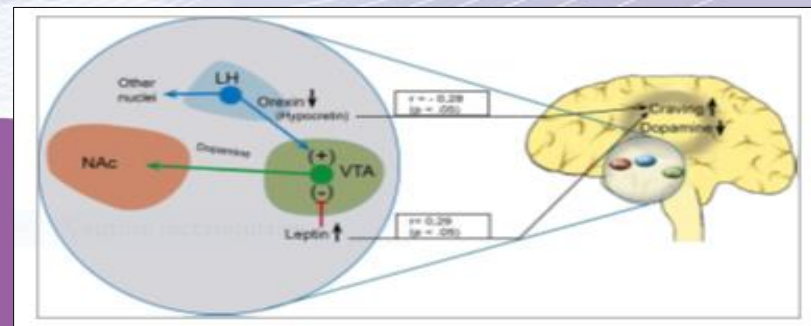 LH
Other
nuclei
Orexin ↓
(Hypocretin)
r = - 0,28
(p < .05)
Craving ↑
Dopamine ↓
NAc
Dopamine
(+)
VTA
(-)
Leptin ↑
r= 0,29
(p < .05)